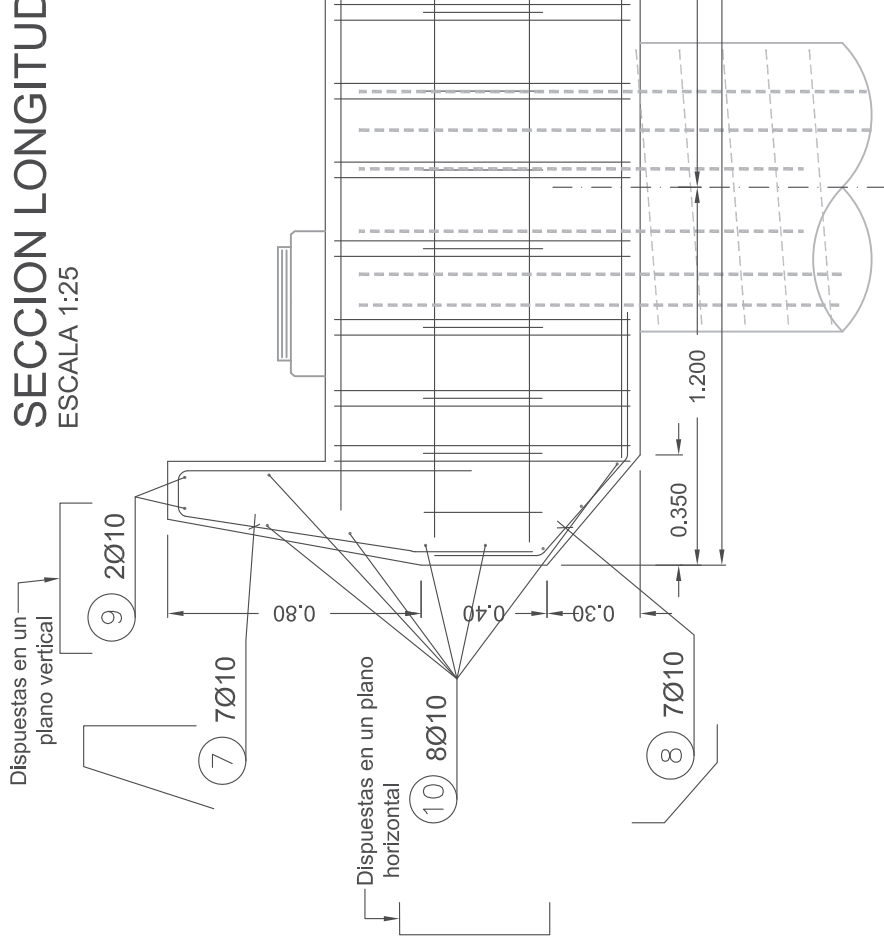 SECCION LONGITUD
ESCALA 1:25
Dispuestas en un
plano vertical
9 2Ø10
7 7Ø10
Dispuestas en un plano
horizontal
10 8Ø10
8 7Ø10
0.80
0.40
0.30
0.350
1.200